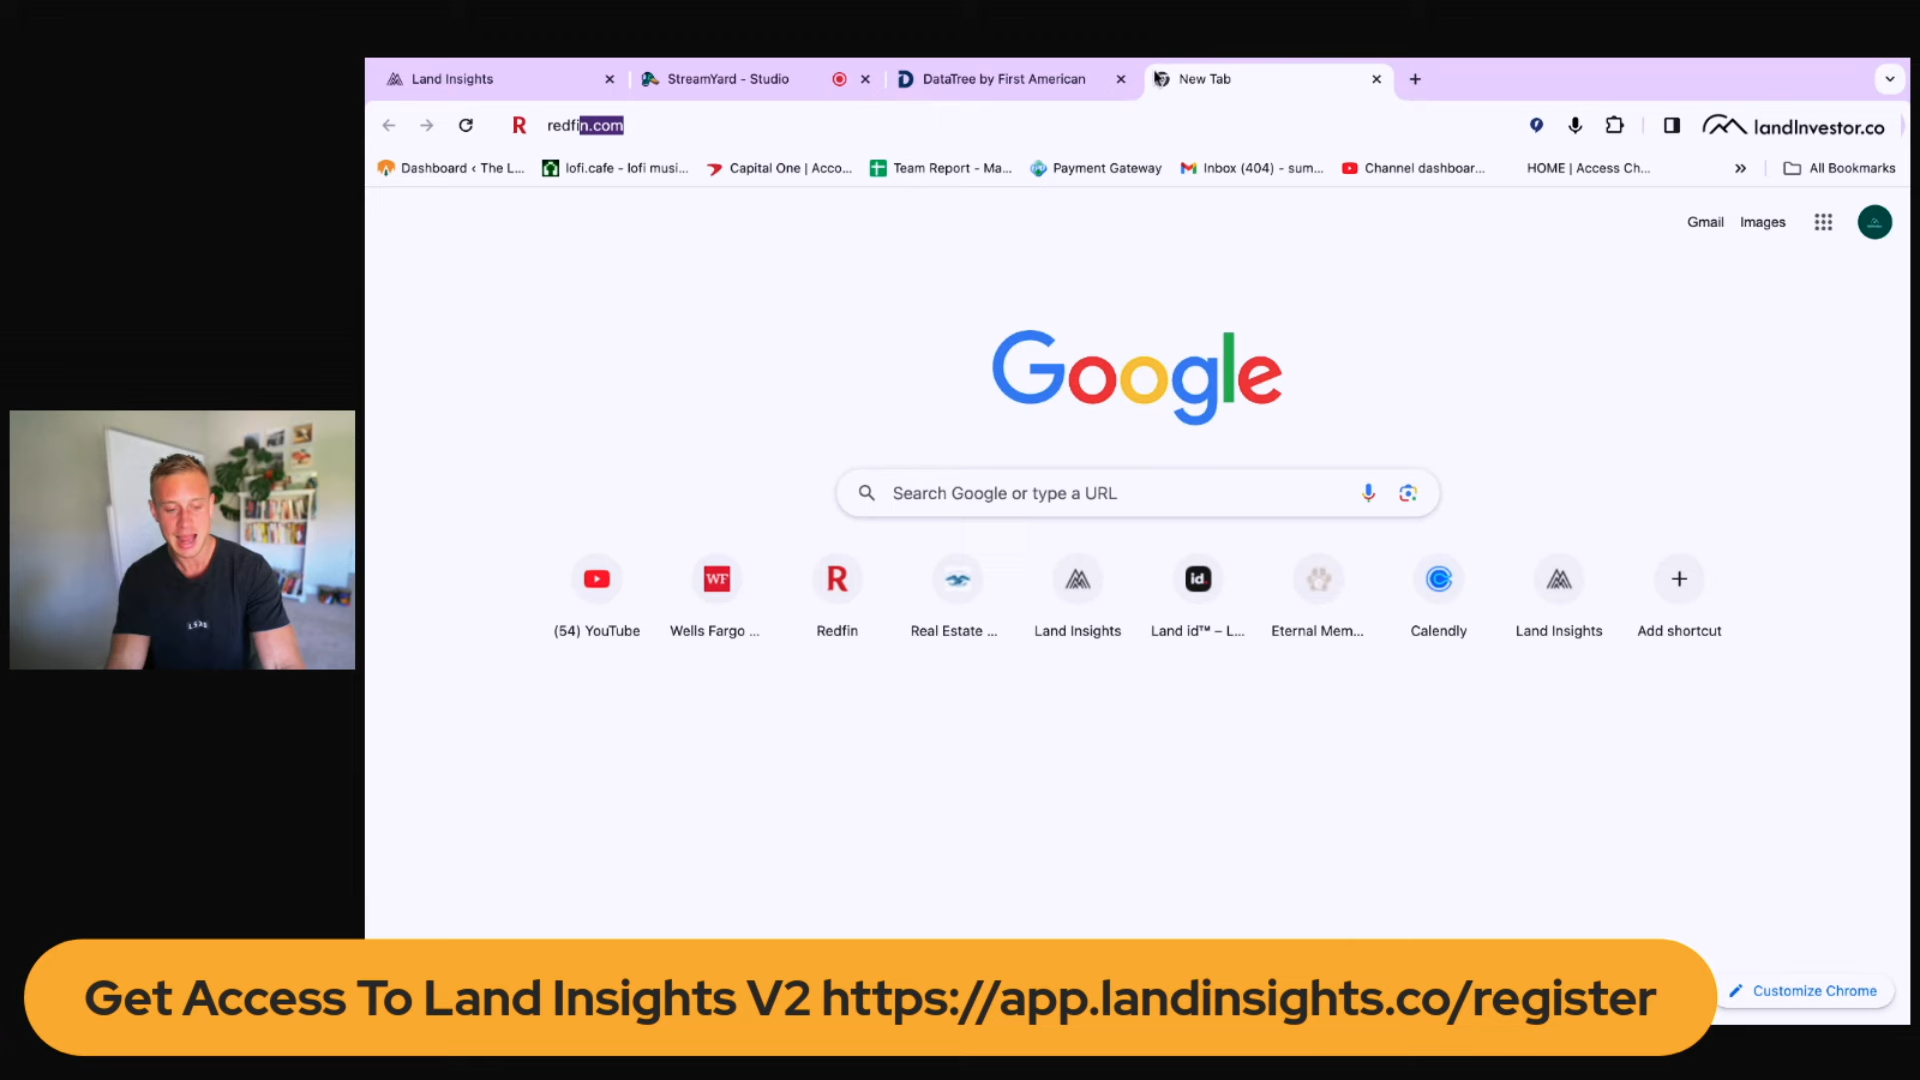 Land Insights
StreamYard - Studio
DataTree by First American
New Tab
redfin.com
landInvestor.co
Dashboard ‹ The L...
lofi.cafe - lofi musi...
Capital One | Acco...
Team Report - Ma...
Payment Gateway
Inbox (404) - sum...
Channel dashboar...
HOME | Access Ch...
All Bookmarks
Gmail
Images
Google
Search Google or type a URL
WF
id
(54) YouTube
Wells Fargo ...
Redfin
Real Estate ...
Land Insights
Land id™ – L...
Eternal Mem...
Calendly
Land Insights
Add shortcut
Get Access To Land Insights V2 https://app.landinsights.co/register
Customize Chrome